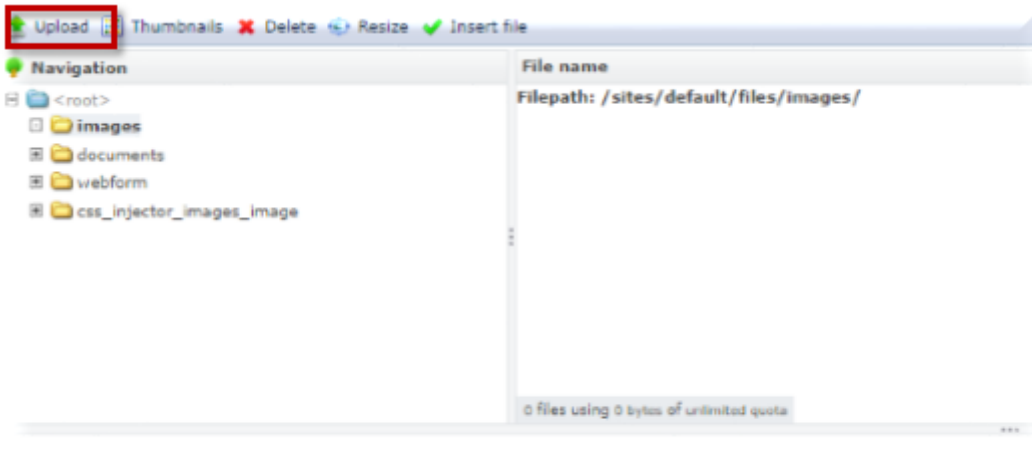 Upload Thumbnails Delete Resize Insert file
Navigation
File name
<root>
Filepath: /sites/default/files/images/
images
documents
webform
css_injector_images_image
0 files using 0 bytes of unlimited quota